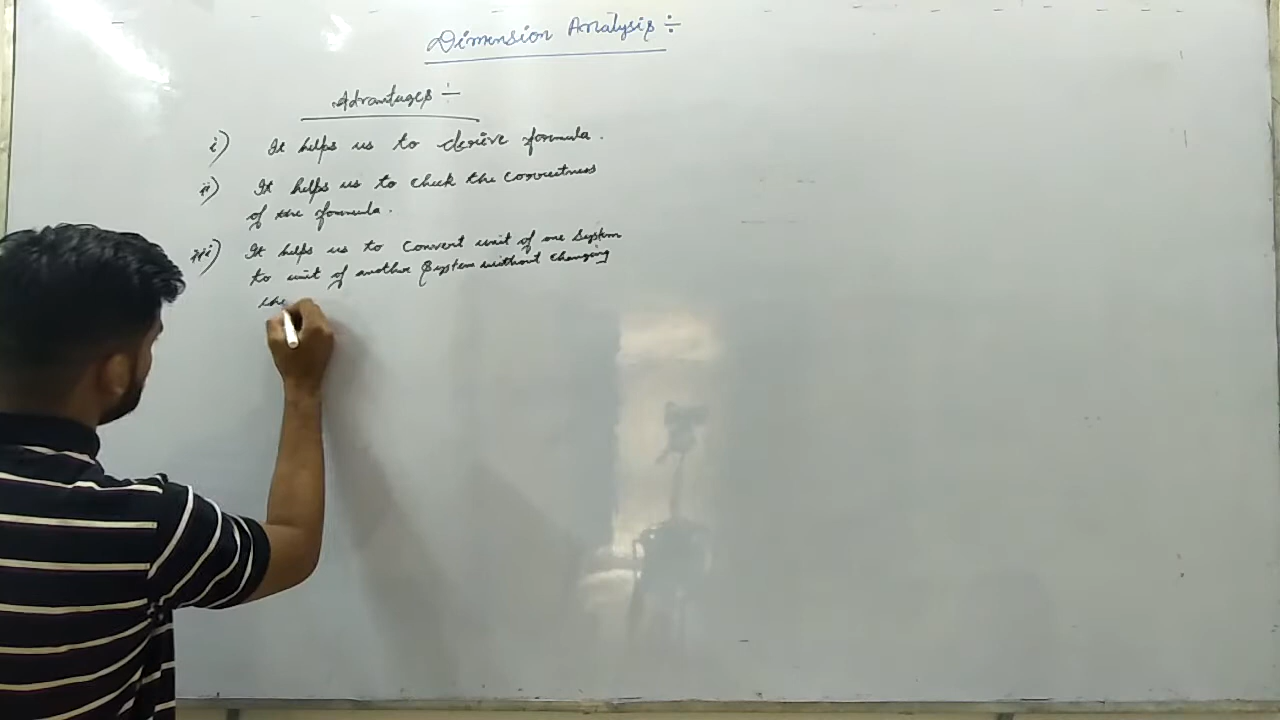 Dimension Analysis ÷
Advantages ÷
i) It helps us to derive formula.
ii) It helps us to check the correctness
of the formula.
iii) It helps us to convert unit of one System
to unit of another System without changing
the